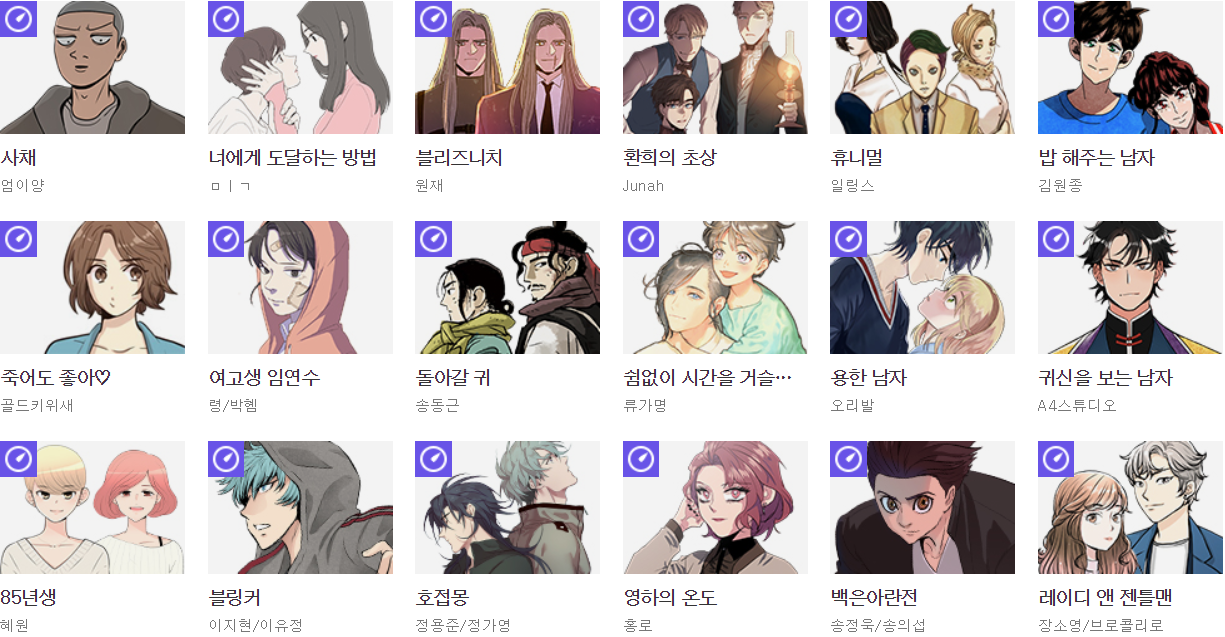 사채
엄이양
너에게 도달하는 방법
ㅁㅣㄱ
블리즈니치
원재
환희의 초상
Junah
휴니멀
일링스
밥 해주는 남자
김원종
죽어도 좋아♡
골드키위새
여고생 임연수
령/박헴
돌아갈 귀
송동근
쉼없이 시간을 거슬…
류가명
용한 남자
오리발
귀신을 보는 남자
A4스튜디오
85년생
혜원
블링커
이지현/이유정
호접몽
정용준/정가영
영하의 온도
홍로
백은아란전
송정욱/송의섭
레이디 앤 젠틀맨
장소영/브로콜리로